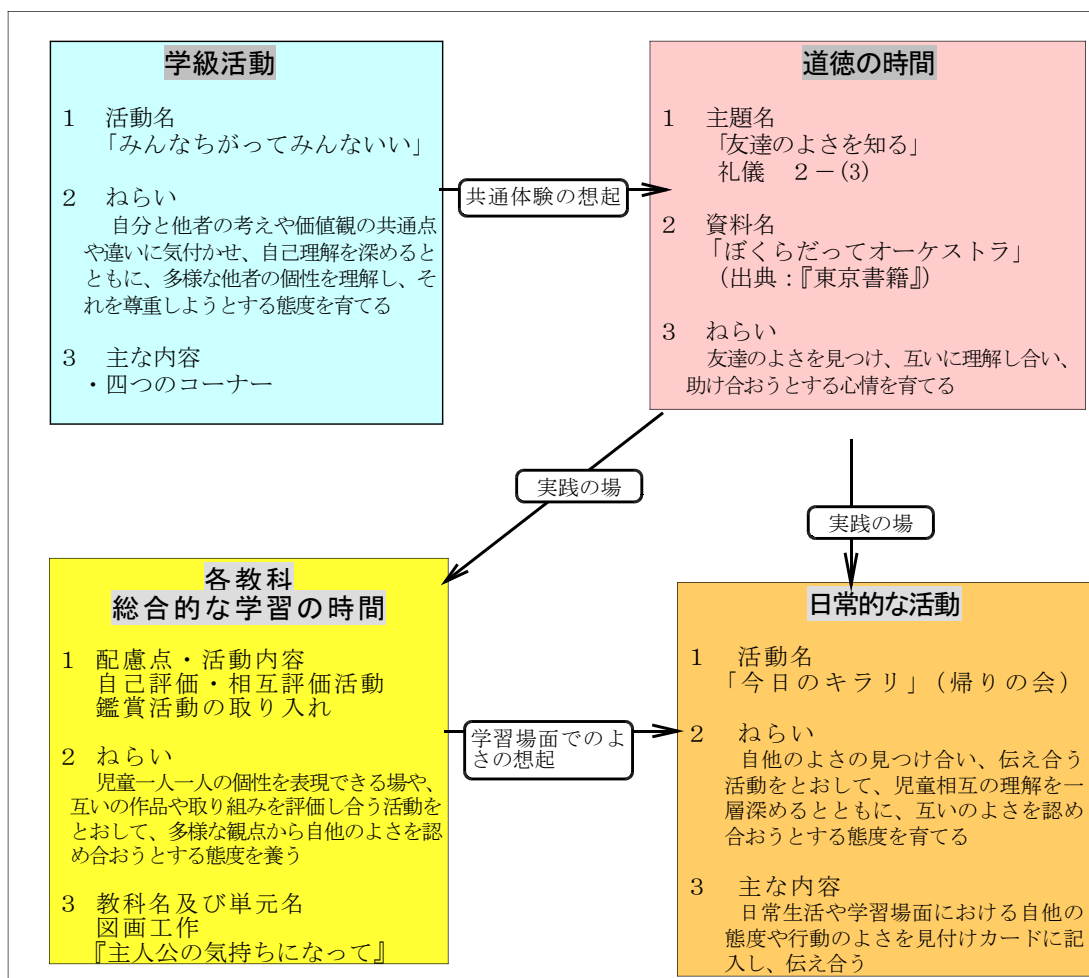 学級活動
1 活動名
「みんなちがってみんないい」
2 ねらい
自分と他者の考えや価値観の共通点
や違いに気付かせ、自己理解を深めると
ともに、多様な他者の個性を理解し、そ
れを尊重しようとする態度を育てる
3 主な内容
・四つのコーナー
共通体験の想起
道徳の時間
1 主題名
「友達のよさを知る」
礼儀 2-(3)
2 資料名
「ぼくらだってオーケストラ」
(出典:『東京書籍』)
3 ねらい
友達のよさを見つけ、互いに理解し合い、
助け合おうとする心情を育てる
実践の場
実践の場
各教科
総合的な学習の時間
1 配慮点・活動内容
自己評価・相互評価活動
鑑賞活動の取り入れ
2 ねらい
児童一人一人の個性を表現できる場や、
互いの作品や取り組みを評価し合う活動を
とおして、多様な観点から自他のよさを認
め合おうとする態度を養う
3 教科名及び単元名
図画工作
『主人公の気持ちになって』
学習場面でのよ
さの想起
日常的な活動
1 活動名
「今日のキラリ」(帰りの会)
2 ねらい
自他のよさの見つけ合い、伝え合う
活動をとおして、児童相互の理解を一
層深めるとともに、互いのよさを認め
合おうとする態度を育てる
3 主な内容
日常生活や学習場面における自他の
態度や行動のよさを見付けカードに記
入し、伝え合う